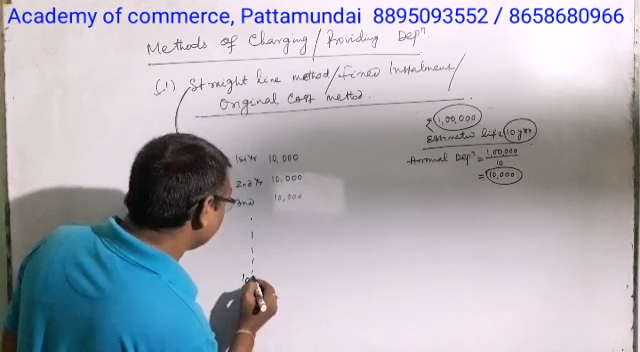 Academy of commerce, Pattamundai 8895093552 / 8658680966
Methods of Charging/Providing Depn.
(1) Straight line method/Fixed Instalment/
Original Cost method.
₹ 1,00,000
Estimated life = 10 yrs.
Annual Depn = 1,00,000
10
= 10,000
1st Yr 10,000
2nd Yr 10,000
3rd 10,000